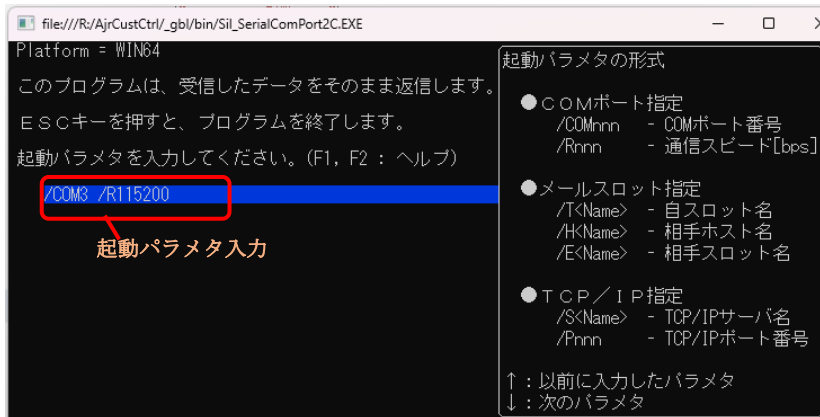 file:///R:/AjrCustCtrl/_gbl/bin/Sil_SerialComPort2C.EXE
Platform = WIN64
このプログラムは、受信したデータをそのまま返信します。
ＥＳＣキーを押すと、プログラムを終了します。
起動パラメタを入力してください。(F1, F2 : ヘルプ)
/COM3 /R115200
起動パラメタ入力
起動パラメタの形式
●ＣＯＭポート指定
/COMnnn - COMポート番号
/Rnnn - 通信スピード[bps]
●メールスロット指定
/T<Name> - 自スロット名
/H<Name> - 相手ホスト名
/E<Name> - 相手スロット名
●ＴＣＰ／ＩＰ指定
/S<Name> - TCP/IPサーバ名
/Pnnn - TCP/IPポート番号
↑：以前に入力したパラメタ
↓：次のパラメタ